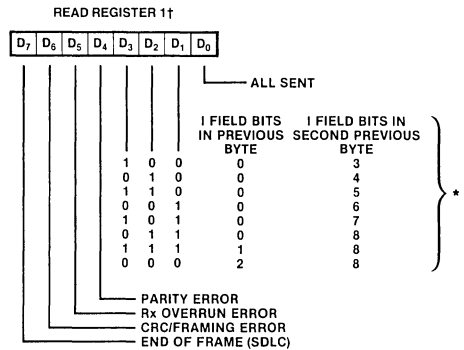 READ REGISTER 1†
D7 D6 D5 D4 D3 D2 D1 D0
ALL SENT
I FIELD BITS I FIELD BITS IN
IN PREVIOUS SECOND PREVIOUS
BYTE BYTE
1 0 0 0 3
0 1 0 0 4
1 1 0 0 5
0 0 1 0 6
1 0 1 0 7
0 1 1 0 8
1 1 1 1 8
0 0 0 2 8
*
PARITY ERROR
Rx OVERRUN ERROR
CRC/FRAMING ERROR
END OF FRAME (SDLC)